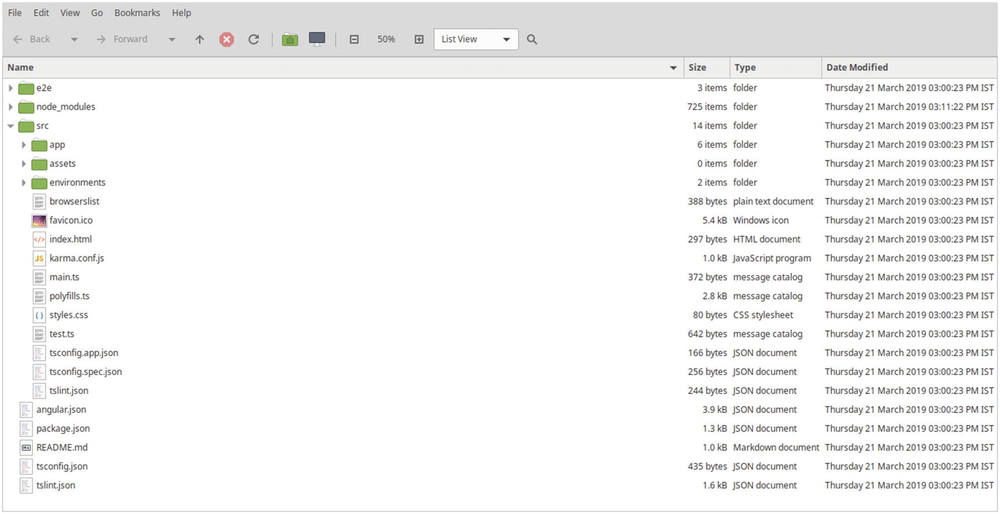 File Edit View Go Bookmarks Help
Back Forward 50% List View
Name Size Type Date Modified
e2e 3 items folder Thursday 21 March 2019 03:00:23 PM IST
node_modules 725 items folder Thursday 21 March 2019 03:11:22 PM IST
src 14 items folder Thursday 21 March 2019 03:00:23 PM IST
app 6 items folder Thursday 21 March 2019 03:00:23 PM IST
assets 0 items folder Thursday 21 March 2019 03:00:23 PM IST
environments 2 items folder Thursday 21 March 2019 03:00:23 PM IST
browserslist 388 bytes plain text document Thursday 21 March 2019 03:00:23 PM IST
favicon.ico 5.4 kB Windows icon Thursday 21 March 2019 03:00:23 PM IST
</> index.html 297 bytes HTML document Thursday 21 March 2019 03:00:23 PM IST
JS karma.conf.js 1.0 kB JavaScript program Thursday 21 March 2019 03:00:23 PM IST
main.ts 372 bytes message catalog Thursday 21 March 2019 03:00:23 PM IST
polyfills.ts 2.8 kB message catalog Thursday 21 March 2019 03:00:23 PM IST
{ } styles.css 80 bytes CSS stylesheet Thursday 21 March 2019 03:00:23 PM IST
test.ts 642 bytes message catalog Thursday 21 March 2019 03:00:23 PM IST
tsconfig.app.json 166 bytes JSON document Thursday 21 March 2019 03:00:23 PM IST
tsconfig.spec.json 256 bytes JSON document Thursday 21 March 2019 03:00:23 PM IST
tslint.json 244 bytes JSON document Thursday 21 March 2019 03:00:23 PM IST
angular.json 3.9 kB JSON document Thursday 21 March 2019 03:00:23 PM IST
package.json 1.3 kB JSON document Thursday 21 March 2019 03:00:23 PM IST
README.md 1.0 kB Markdown document Thursday 21 March 2019 03:00:23 PM IST
tsconfig.json 435 bytes JSON document Thursday 21 March 2019 03:00:23 PM IST
tslint.json 1.6 kB JSON document Thursday 21 March 2019 03:00:23 PM IST